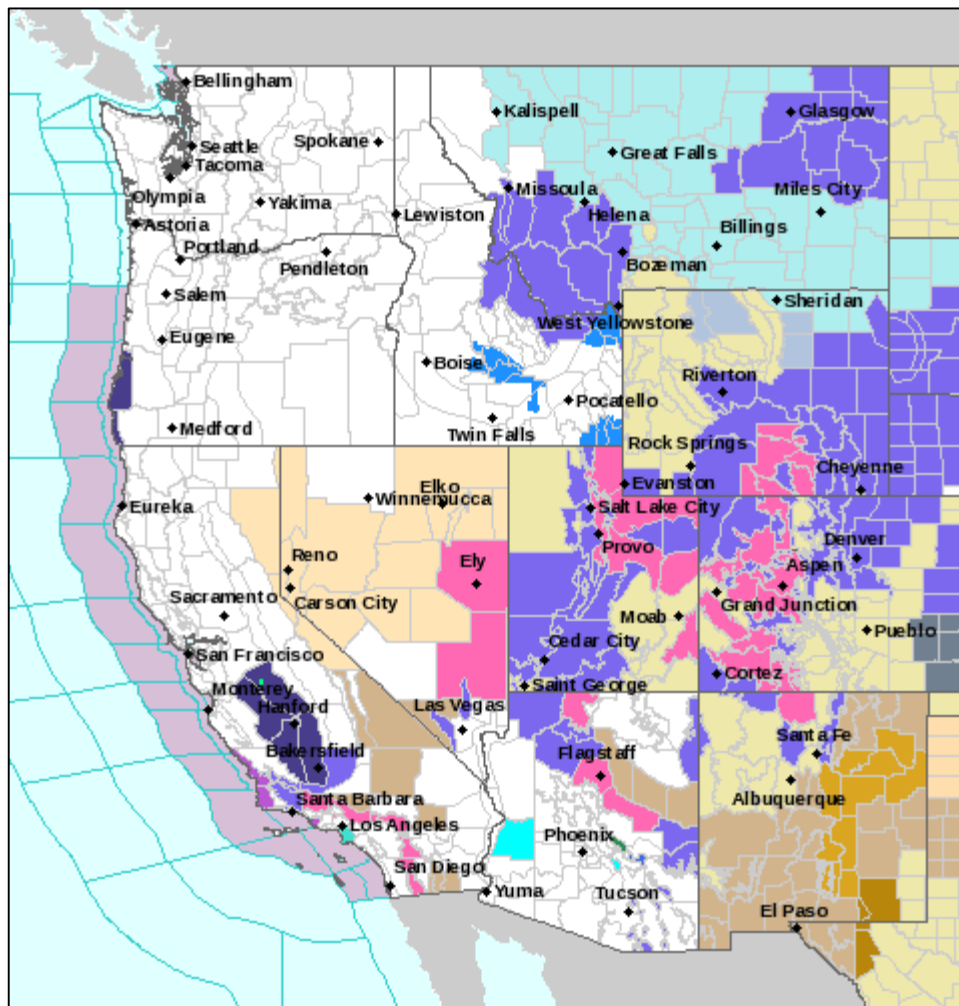 Bellingham
Kalispell
Glasgow
Seattle
Spokane
Great Falls
Tacoma
Missoula
Miles City
Olympia
Yakima
Lewiston
Helena
Astoria
Portland
Billings
Pendleton
Bozeman
Salem
Sheridan
West Yellowstone
Eugene
Boise
Riverton
Pocatello
Medford
Twin Falls
Rock Springs
Cheyenne
Elko
Evanston
Winnemucca
Eureka
Salt Lake City
Denver
Provo
Reno
Ely
Aspen
Sacramento
Carson City
Grand Junction
Moab
Pueblo
San Francisco
Cedar City
Cortez
Monterey
Saint George
Hanford
Las Vegas
Santa Fe
Bakersfield
Flagstaff
Albuquerque
Santa Barbara
Los Angeles
Phoenix
San Diego
Yuma
Tucson
El Paso